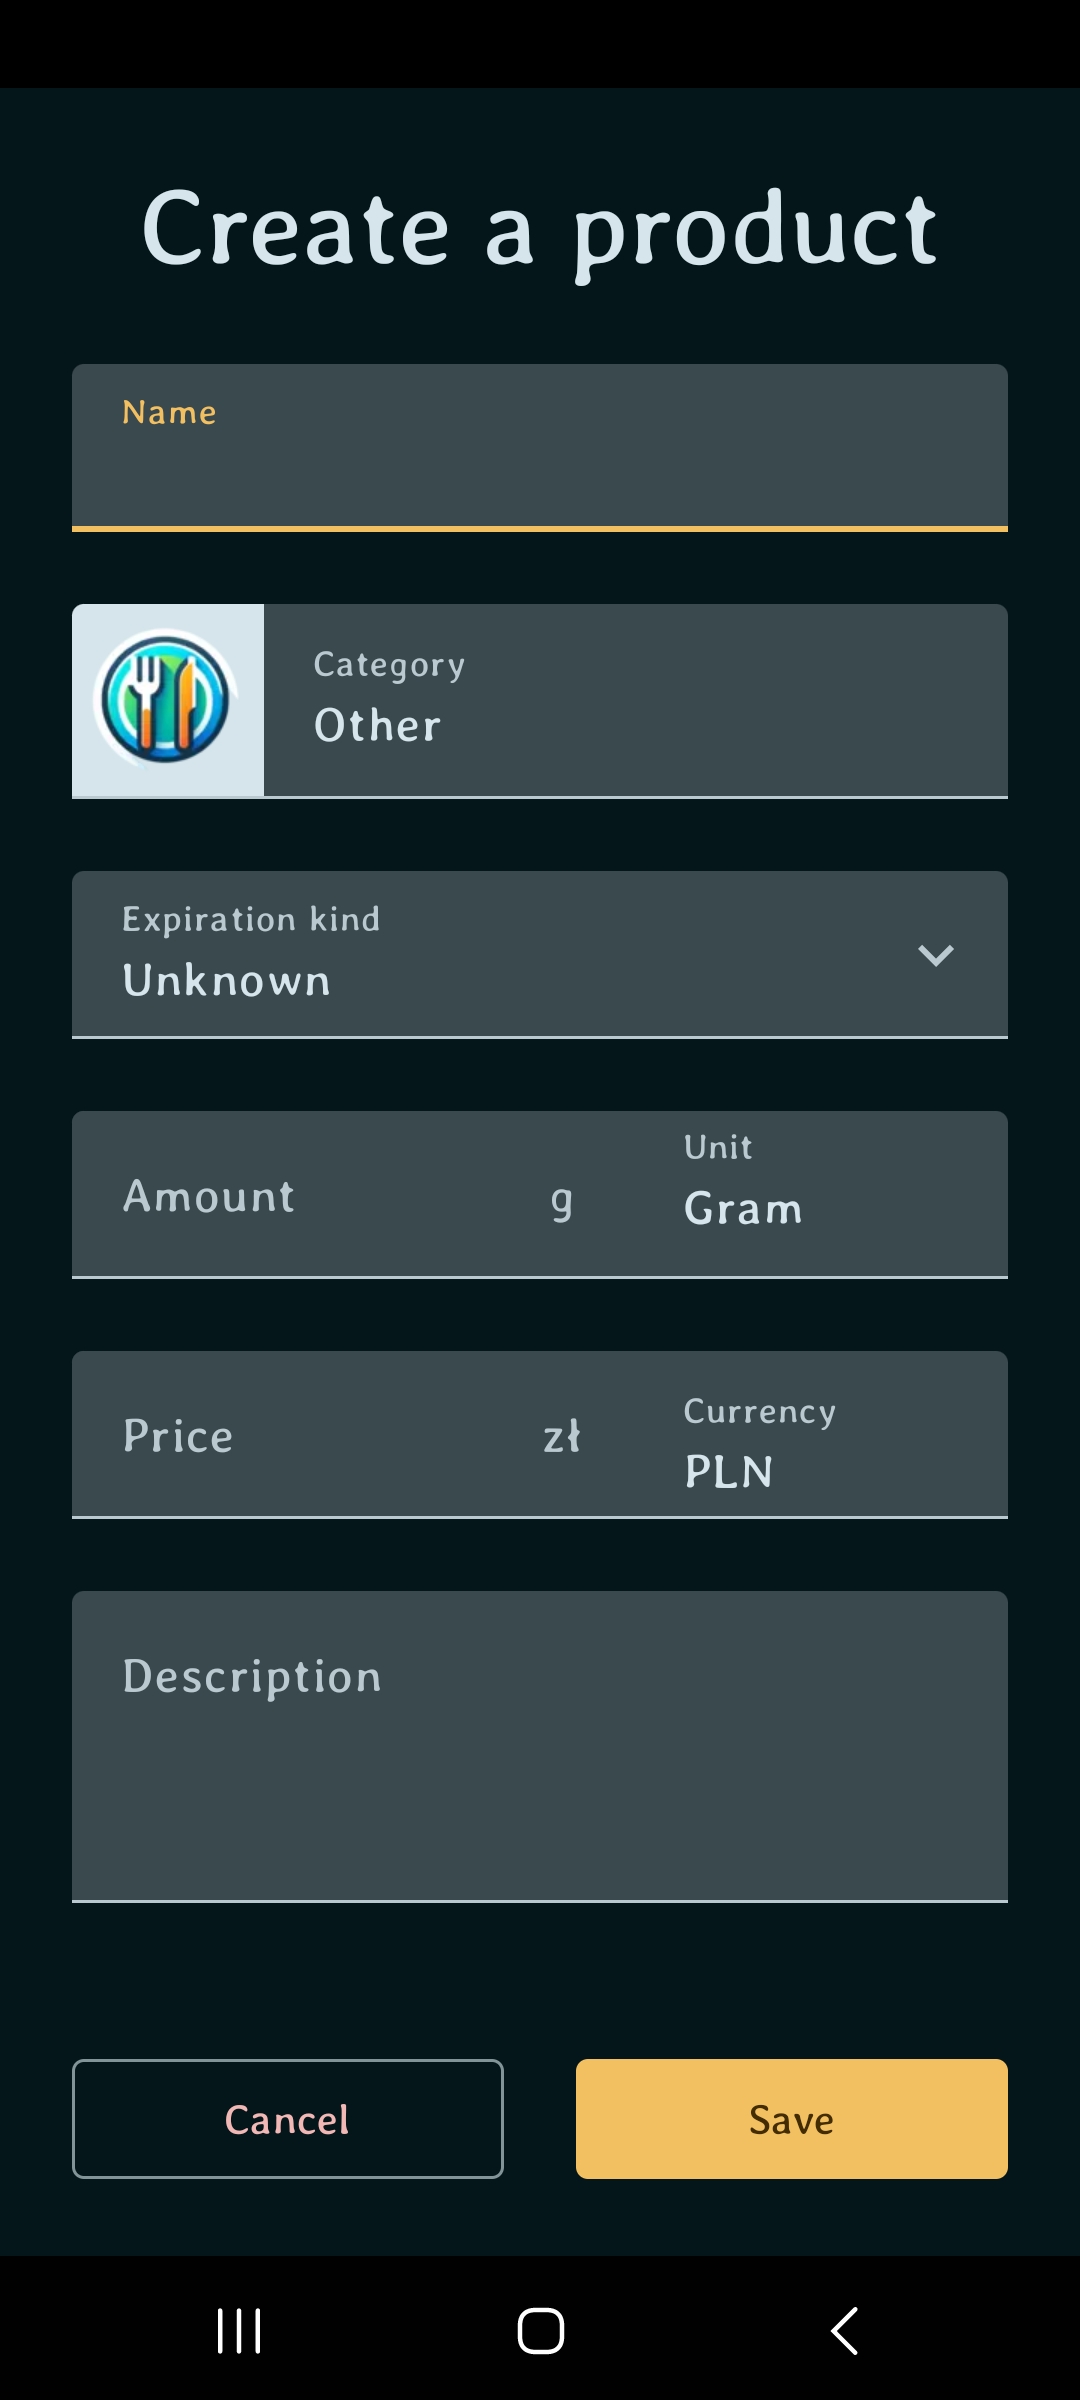 Create a product
Name
Category
Other
Expiration kind
Unknown
Amount
g
Unit
Gram
Price
zł
Currency
PLN
Description
Cancel
Save